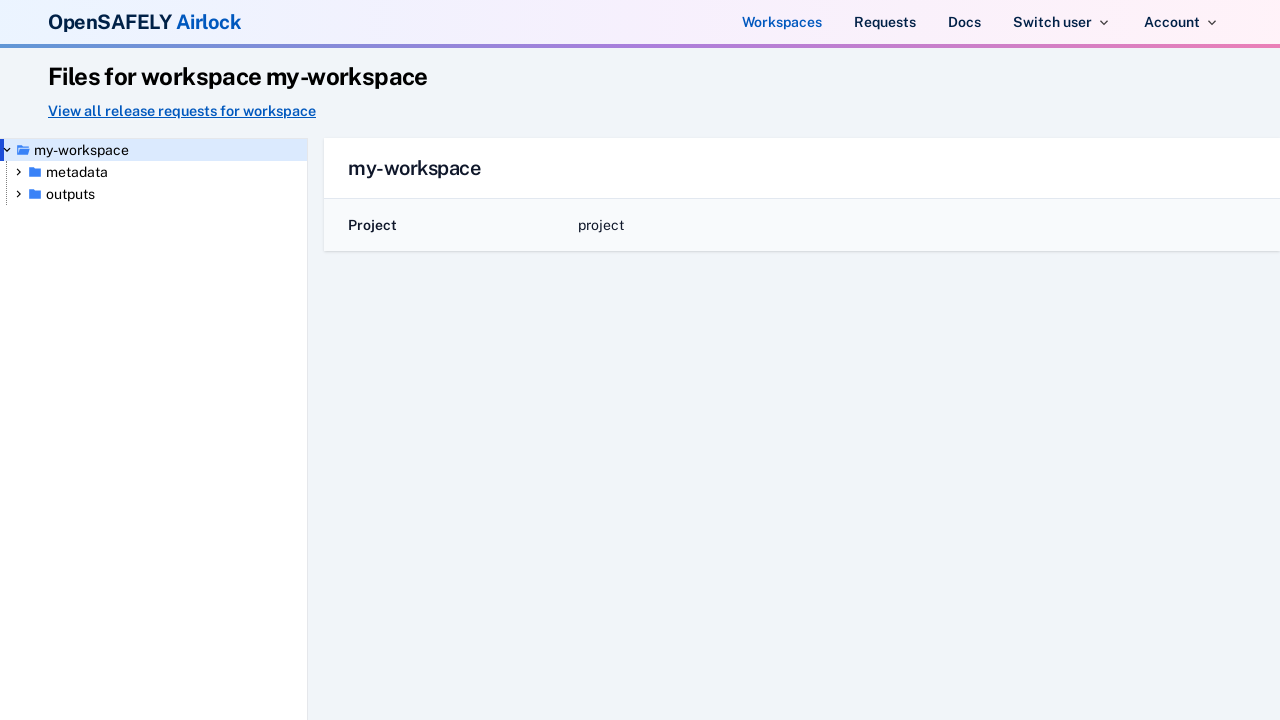 OpenSAFELY Airlock
Workspaces
Requests
Docs
Switch user
Account
Files for workspace my-workspace
View all release requests for workspace
my-workspace
metadata
outputs
my-workspace
Project project